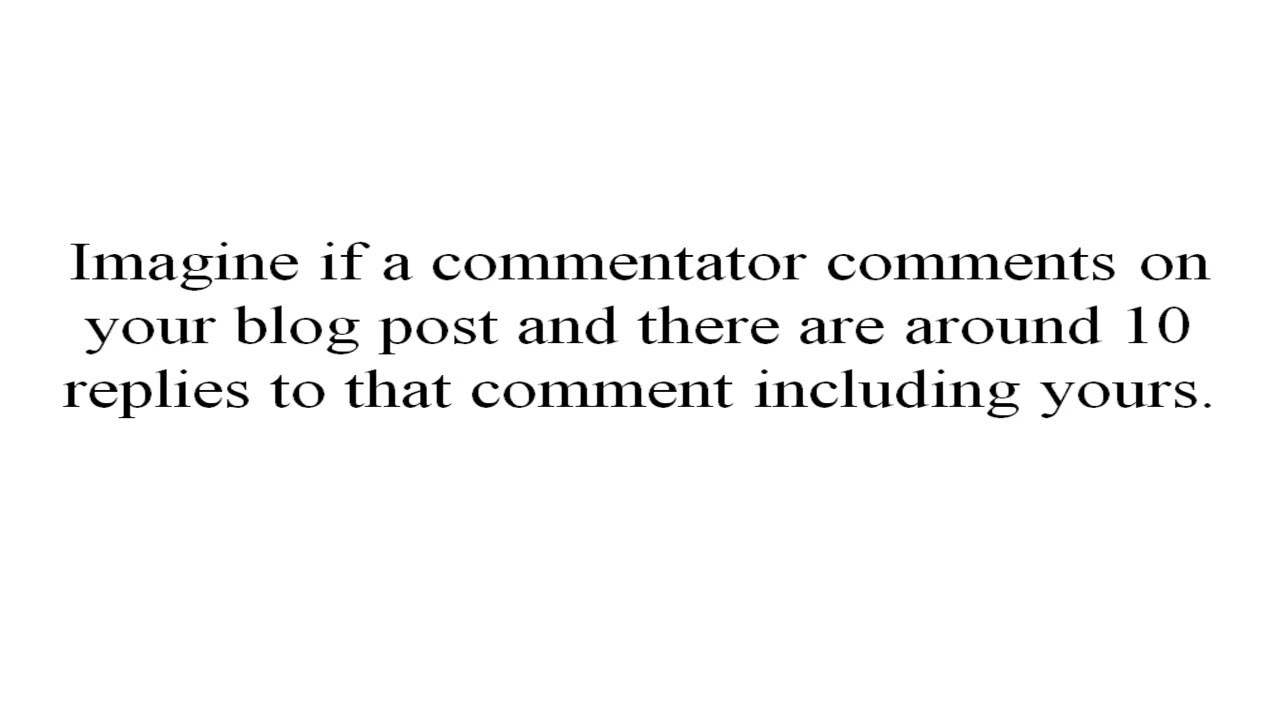 Imagine if a commentator comments on
your blog post and there are around 10
replies to that comment including yours.